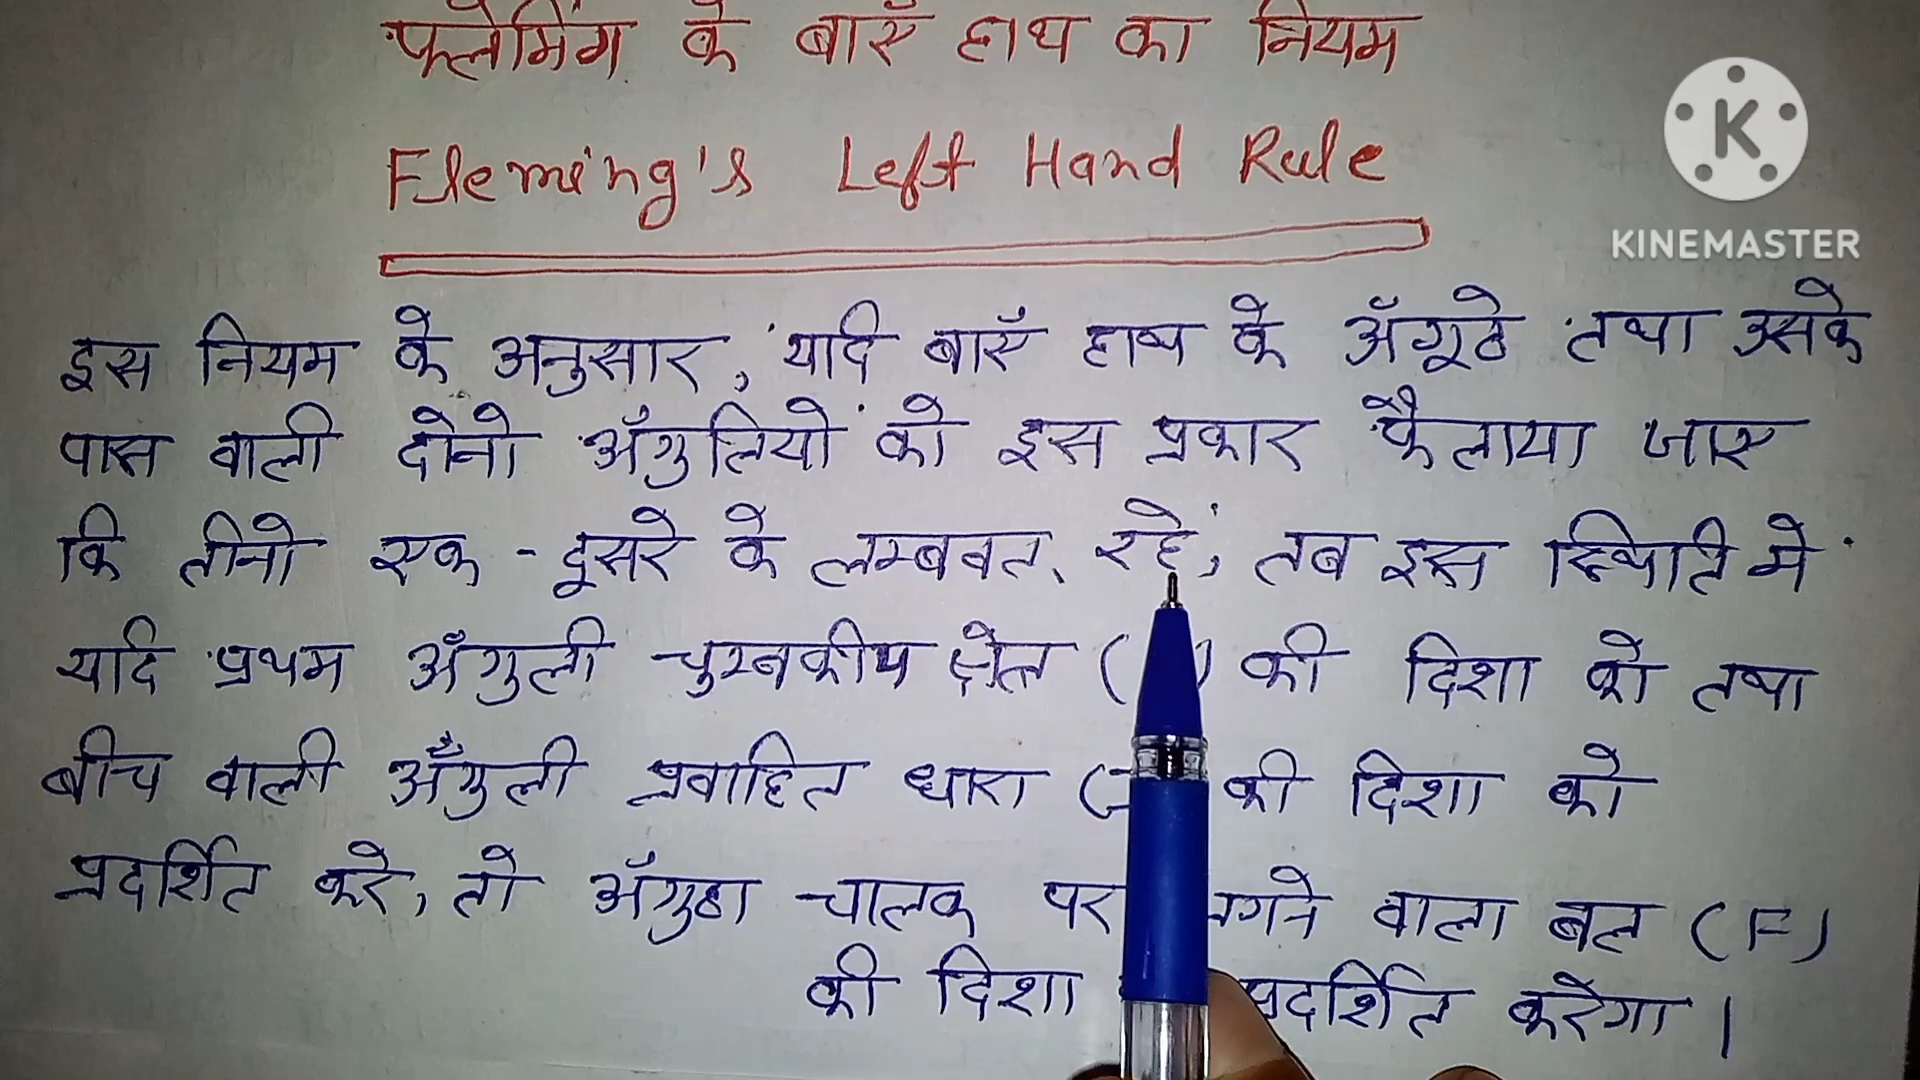 फ्लेमिंग के बाएँ हाथ का नियम
Fleming's Left Hand Rule
K
KINEMASTER
इस नियम के अनुसार, यदि बाएँ हाथ के अँगूठे तथा उसके
पास वाली दोनो अँगुलियों को इस प्रकार फैलाया जाए
कि तीनो एक - दूसरे के लम्बवत् रहें, तब इस स्थिति में
यदि प्रथम अँगुली चुम्बकीय क्षेत्र ( ) की दिशा को तथा
बीच वाली अँगुली प्रवाहित धारा ( की दिशा को
प्रदर्शित करे, तो अँगुठा चालक पर लगने वाला बल (F)
की दिशा प्रदर्शित करेगा ।